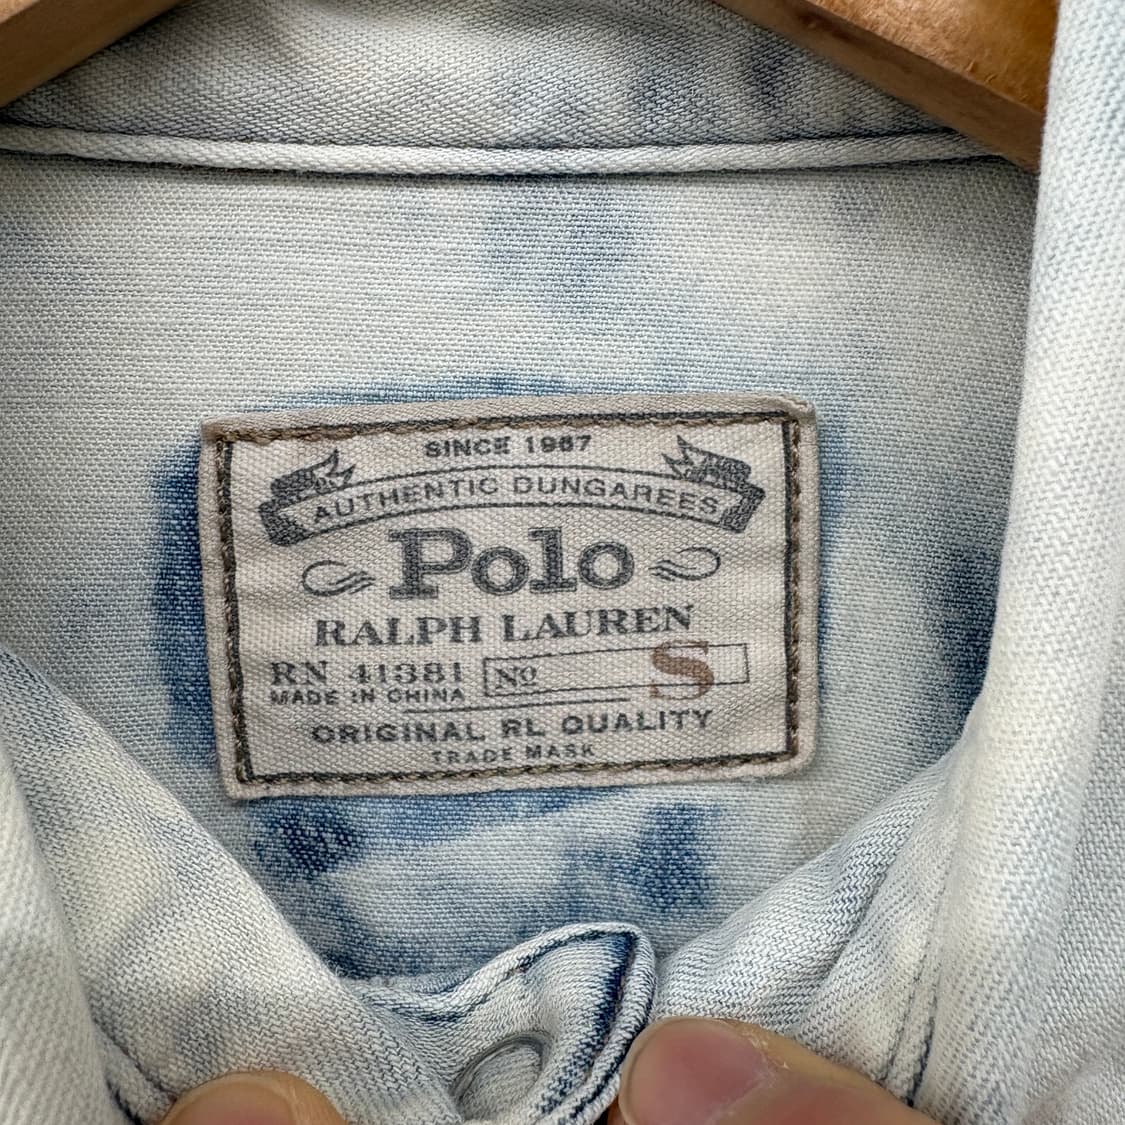 SINCE 1967
AUTHENTIC DUNGAREES
Polo
RALPH LAUREN
RN 41381 No S
MADE IN CHINA
ORIGINAL RL QUALITY
TRADE MASK